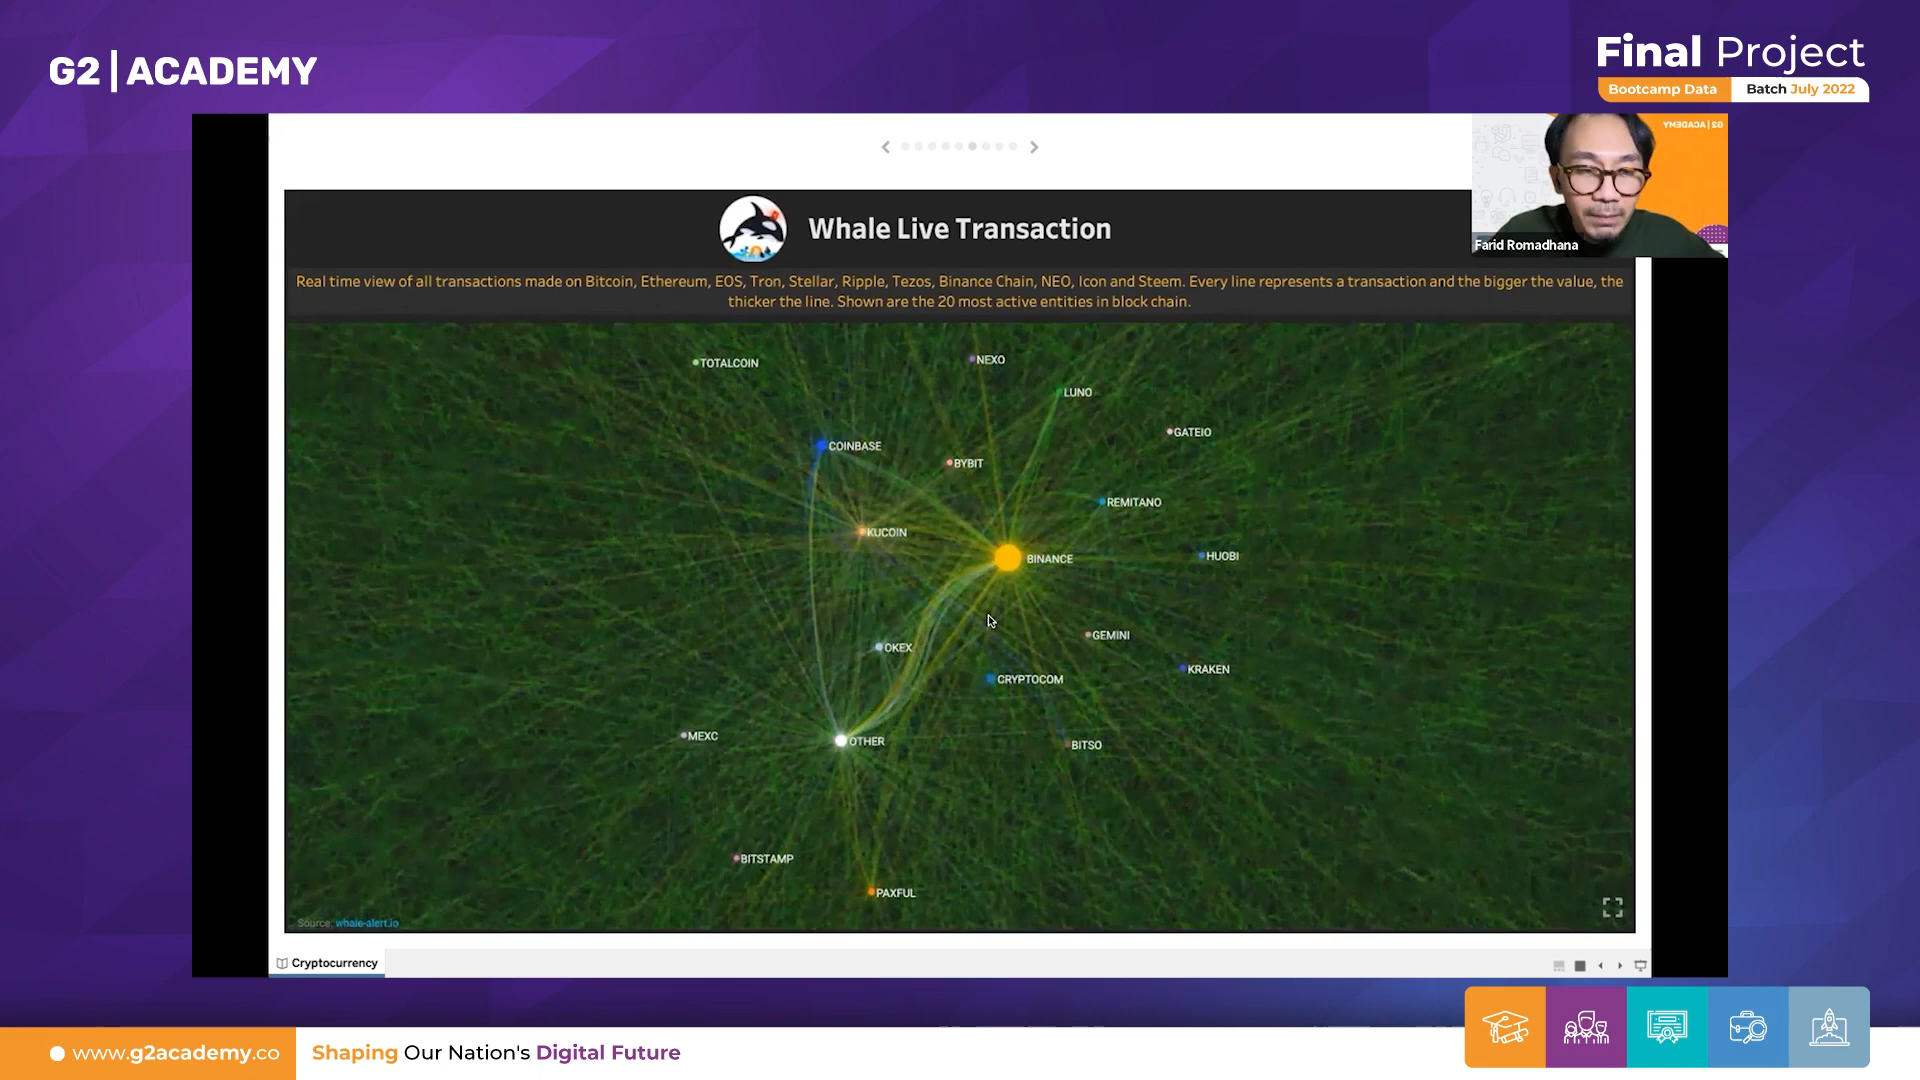 G2 | ACADEMY
Final Project
Bootcamp Data
Batch July 2022
G2 | ACADEMY
Farid Romadhana
Whale Live Transaction
Real time view of all transactions made on Bitcoin, Ethereum, EOS, Tron, Stellar, Ripple, Tezos, Binance Chain, NEO, Icon and Steem. Every line represents a transaction and the bigger the value, the
thicker the line. Shown are the 20 most active entities in block chain.
TOTALCOIN
NEXO
LUNO
GATEIO
COINBASE
BYBIT
REMITANO
KUCOIN
BINANCE
HUOBI
GEMINI
OKEX
KRAKEN
CRYPTOCOM
MEXC
OTHER
BITSO
BITSTAMP
PAXFUL
Source: whale-alert.io
Cryptocurrency
www.g2academy.co
Shaping Our Nation's Digital Future